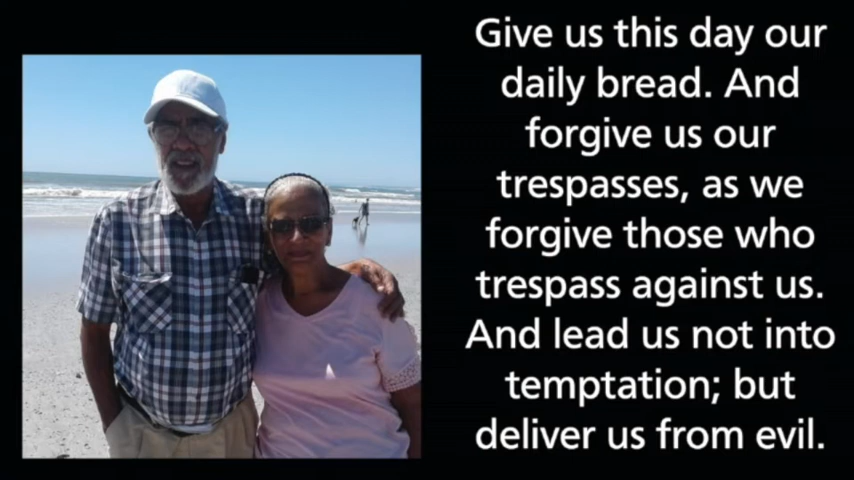 Give us this day our
daily bread. And
forgive us our
trespasses, as we
forgive those who
trespass against us.
And lead us not into
temptation; but
deliver us from evil.